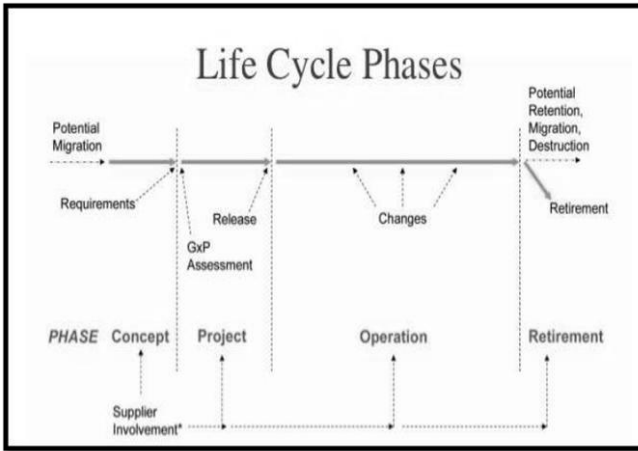 Life Cycle Phases
Potential
Migration
Potential
Retention,
Migration,
Destruction
Requirements
Release
Changes
Retirement
GxP
Assessment
PHASE Concept Project Operation Retirement
Supplier
Involvement*